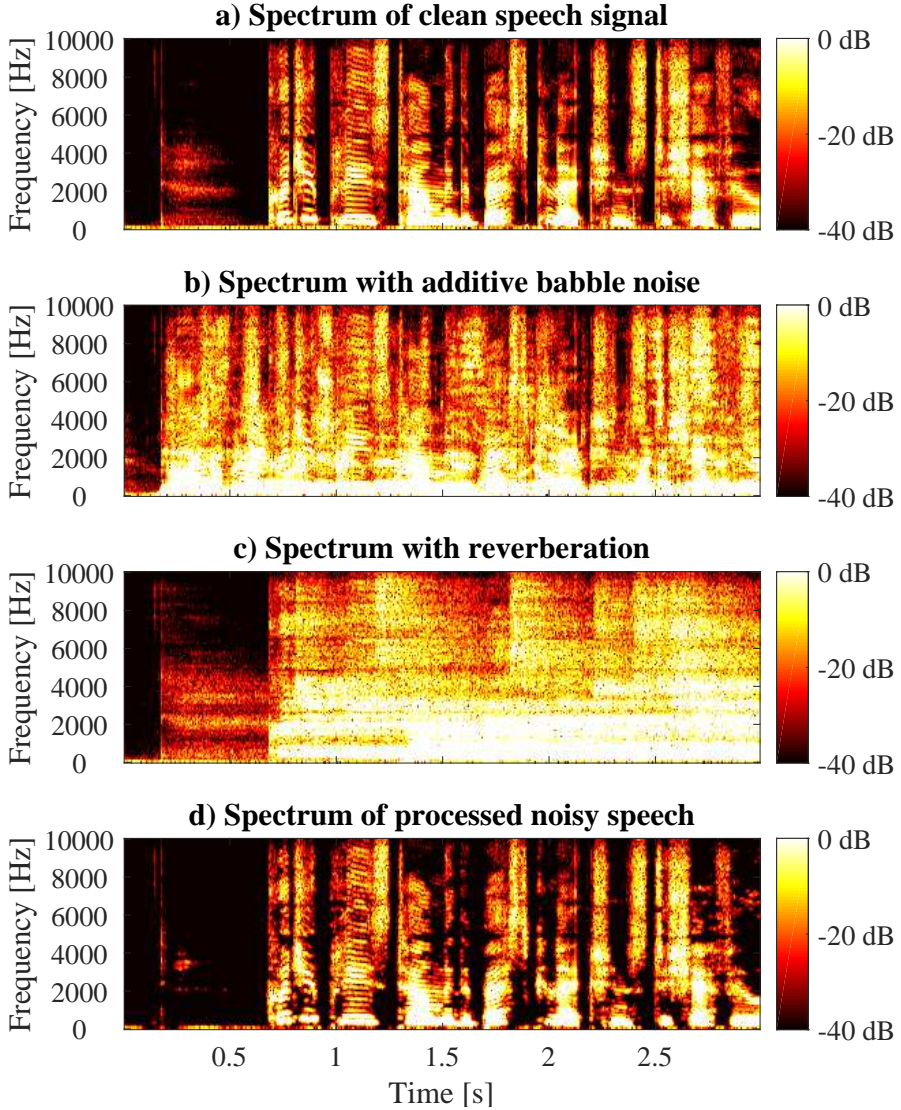 a) Spectrum of clean speech signal
Frequency [Hz]
10000
8000
6000
4000
2000
0
0 dB
-20 dB
-40 dB
b) Spectrum with additive babble noise
Frequency [Hz]
10000
8000
6000
4000
2000
0
0 dB
-20 dB
-40 dB
c) Spectrum with reverberation
Frequency [Hz]
10000
8000
6000
4000
2000
0
0 dB
-20 dB
-40 dB
d) Spectrum of processed noisy speech
Frequency [Hz]
10000
8000
6000
4000
2000
0
0 dB
-20 dB
-40 dB
0.5 1 1.5 2 2.5
Time [s]